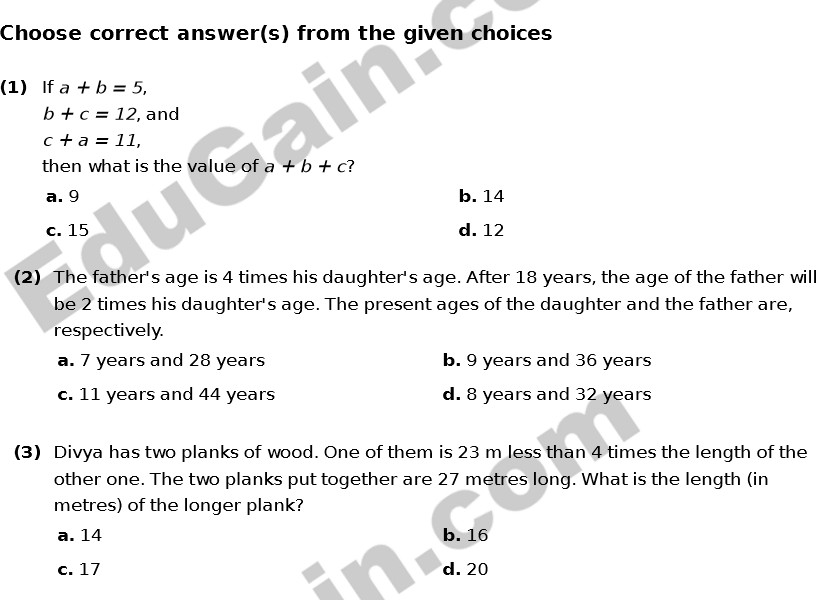 Choose correct answer(s) from the given choices
(1) If a + b = 5,
b + c = 12, and
c + a = 11,
then what is the value of a + b + c?
a. 9 b. 14
c. 15 d. 12
(2) The father's age is 4 times his daughter's age. After 18 years, the age of the father will
be 2 times his daughter's age. The present ages of the daughter and the father are,
respectively.
a. 7 years and 28 years b. 9 years and 36 years
c. 11 years and 44 years d. 8 years and 32 years
(3) Divya has two planks of wood. One of them is 23 m less than 4 times the length of the
other one. The two planks put together are 27 metres long. What is the length (in
metres) of the longer plank?
a. 14 b. 16
c. 17 d. 20
EduGain.co
in.com